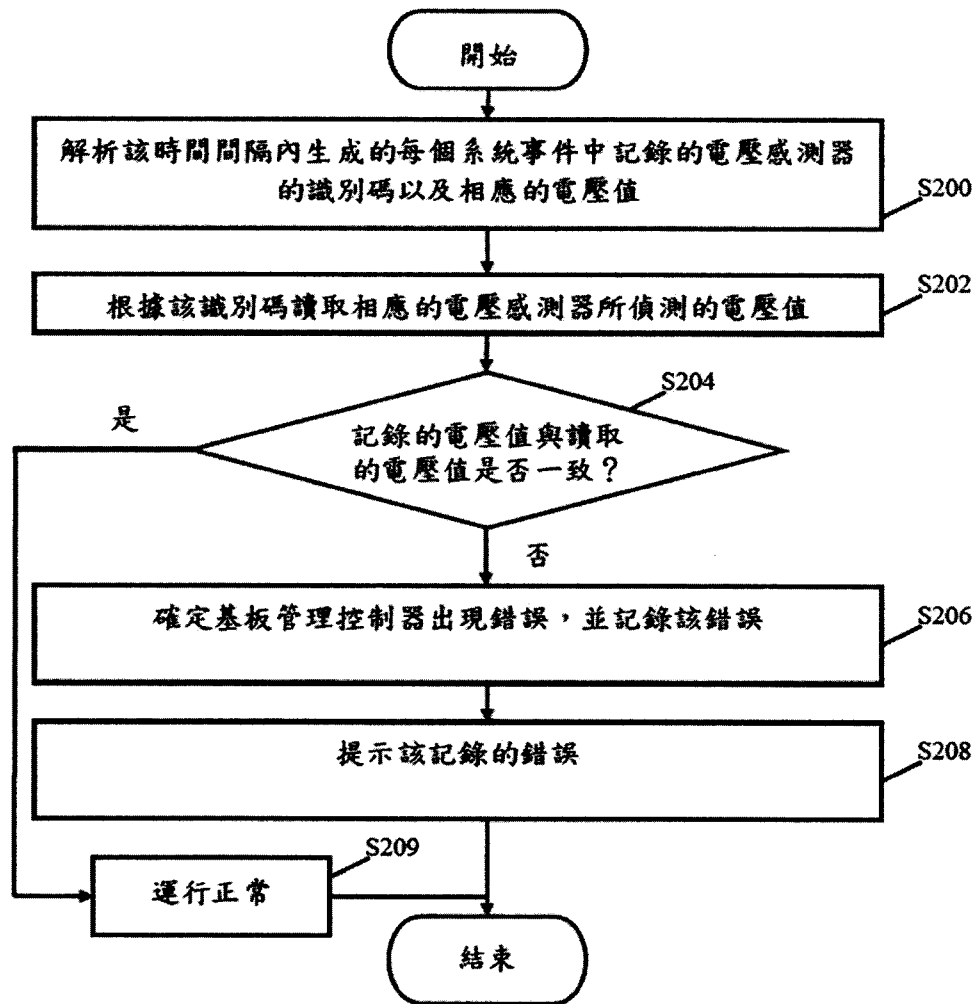 開始
解析該時間間隔內生成的每個系統事件中記錄的電壓感測器
的識別碼以及相應的電壓值
S200
根據該識別碼讀取相應的電壓感測器所偵測的電壓值
S202
S204
是
記錄的電壓值與讀取
的電壓值是否一致？
否
確定基板管理控制器出現錯誤，並記錄該錯誤
S206
提示該記錄的錯誤
S208
S209
運行正常
結束